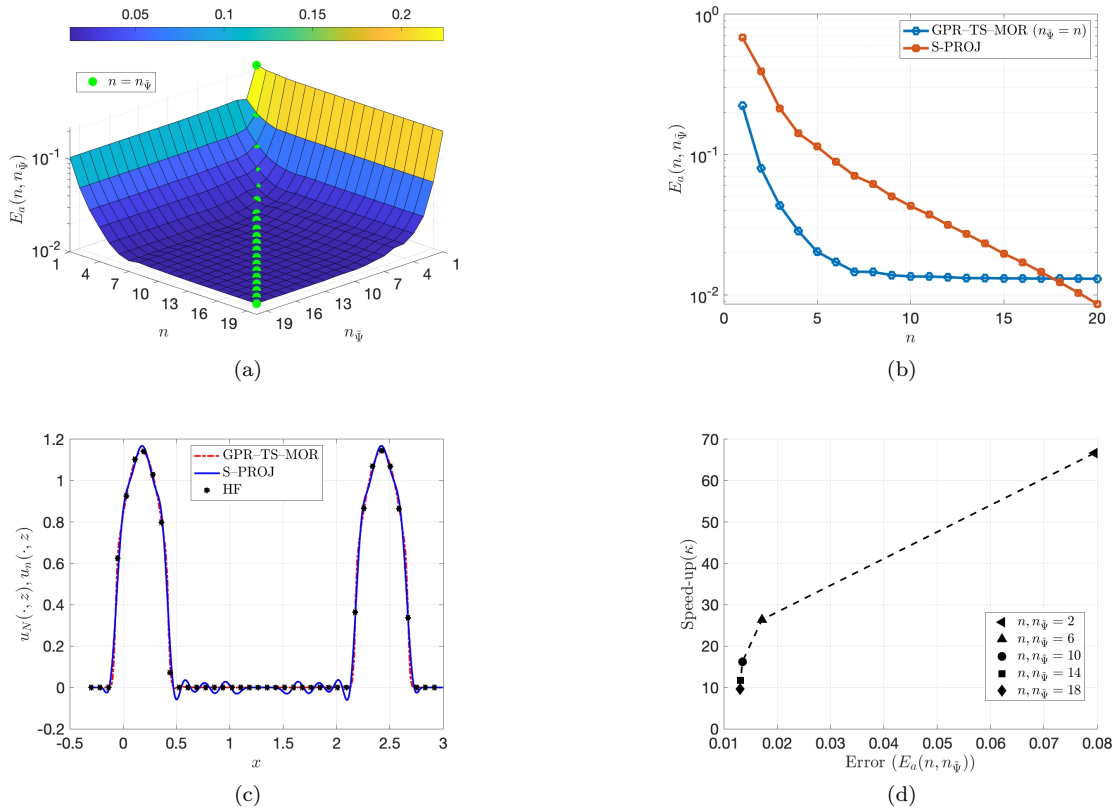 0.05 0.1 0.15 0.2
n = n_Ψ̃
E_a(n, n_Ψ̃)
10^-1
10^-2
1 4 7 10 13 16 19
n
19 16 13 10 7 4 1
n_Ψ̃
(a)
10^0
10^-1
10^-2
E_a(n, n_Ψ̃)
GPR–TS–MOR (n_Ψ̃ = n)
S–PROJ
0 5 10 15 20
n
(b)
1.2
1
0.8
0.6
0.4
0.2
0
-0.2
u_N(·, z), u_n(·, z)
GPR–TS–MOR
S–PROJ
HF
-0.5 0 0.5 1 1.5 2 2.5 3
x
(c)
70
60
50
40
30
20
10
0
Speed-up(κ)
n, n_Ψ̃ = 2
n, n_Ψ̃ = 6
n, n_Ψ̃ = 10
n, n_Ψ̃ = 14
n, n_Ψ̃ = 18
0.01 0.02 0.03 0.04 0.05 0.06 0.07 0.08
Error (E_a(n, n_Ψ̃))
(d)